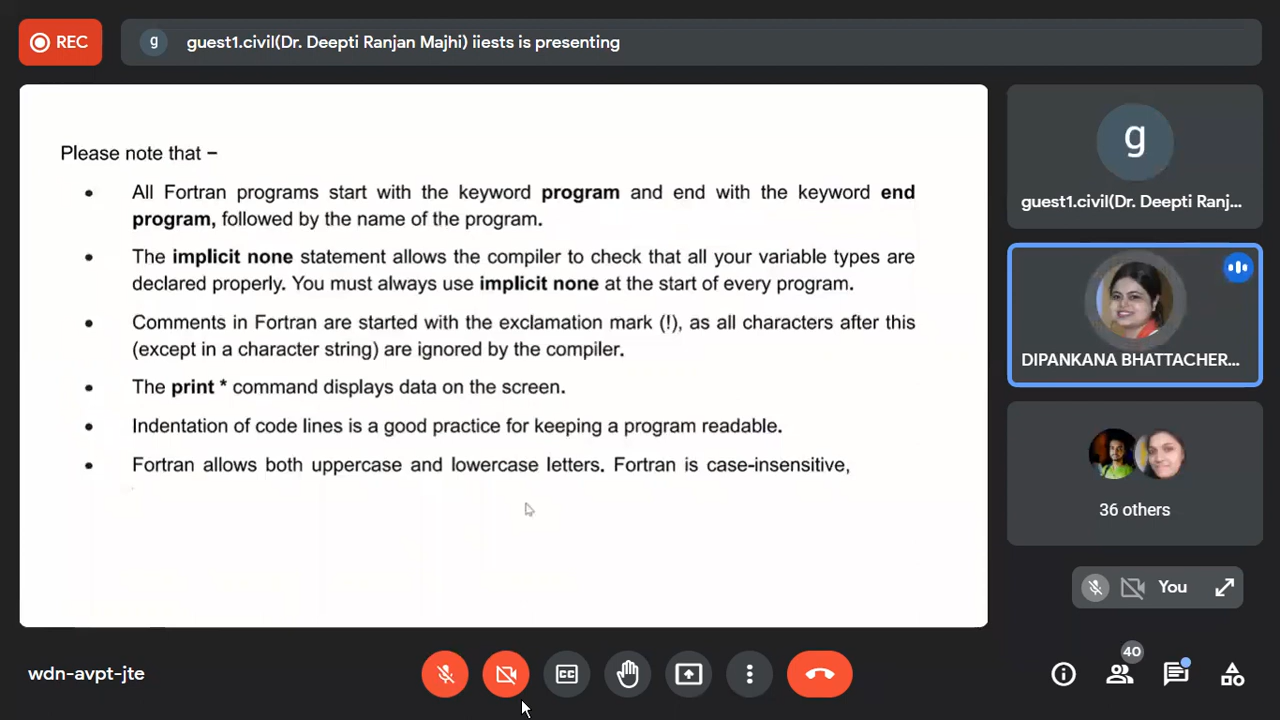 REC
g
guest1.civil(Dr. Deepti Ranjan Majhi) iiests is presenting
Please note that –
• All Fortran programs start with the keyword program and end with the keyword end
program, followed by the name of the program.
• The implicit none statement allows the compiler to check that all your variable types are
declared properly. You must always use implicit none at the start of every program.
• Comments in Fortran are started with the exclamation mark (!), as all characters after this
(except in a character string) are ignored by the compiler.
• The print * command displays data on the screen.
• Indentation of code lines is a good practice for keeping a program readable.
• Fortran allows both uppercase and lowercase letters. Fortran is case-insensitive,
g
guest1.civil(Dr. Deepti Ranj...
DIPANKANA BHATTACHER...
36 others
You
wdn-avpt-jte
CC
40